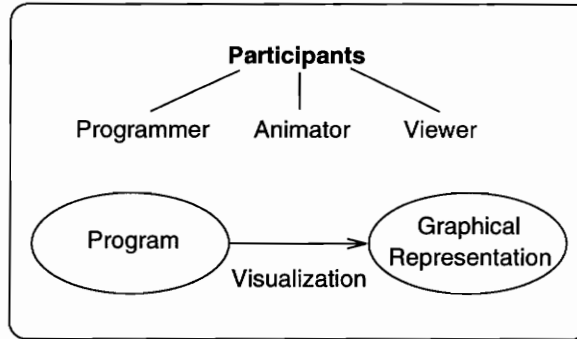 Participants
Programmer Animator Viewer
Program
Visualization
Graphical
Representation